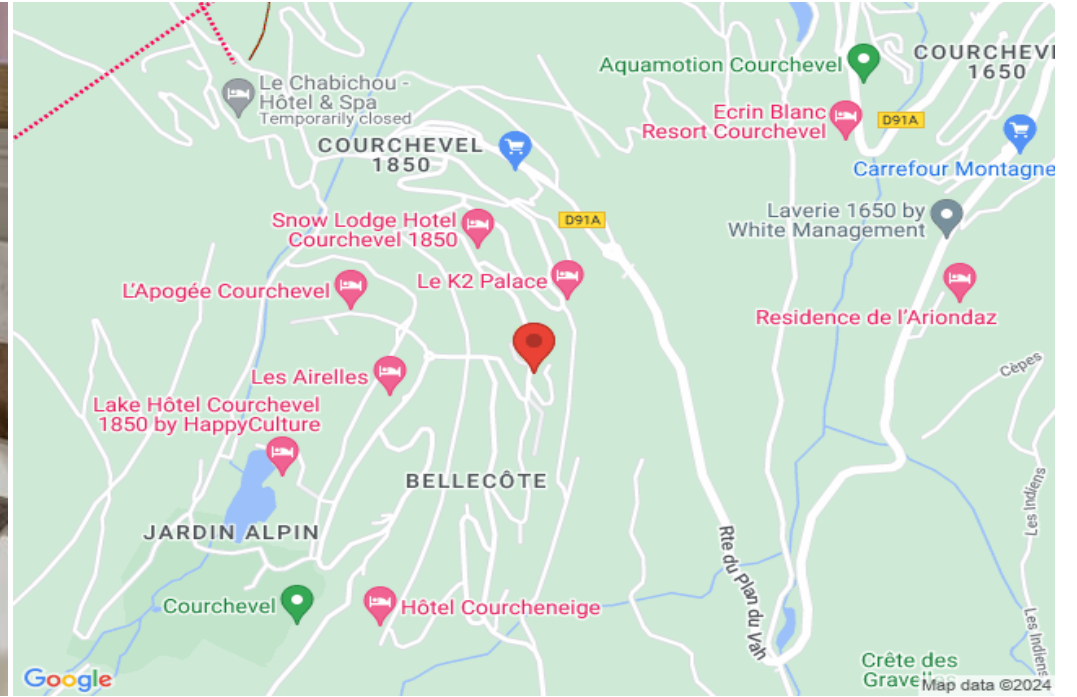 Le Chabichou -
Hôtel & Spa
Temporarily closed
COURCHEVEL
1850
Aquamotion Courchevel
COURCHEV
1650
Ecrin Blanc
Resort Courchevel
D91A
Carrefour Montagne
Snow Lodge Hotel
Courchevel 1850
D91A
Laverie 1650 by
White Management
L'Apogée Courchevel
Le K2 Palace
Residence de l'Ariondaz
Les Airelles
Cèpes
Lake Hôtel Courchevel
1850 by HappyCulture
BELLECÔTE
Les Indiens
JARDIN ALPIN
Rte du Plan du Vah
Courchevel
Hôtel Courcheneige
Les Indiens
Crête des
Grave
Google
Map data ©2024